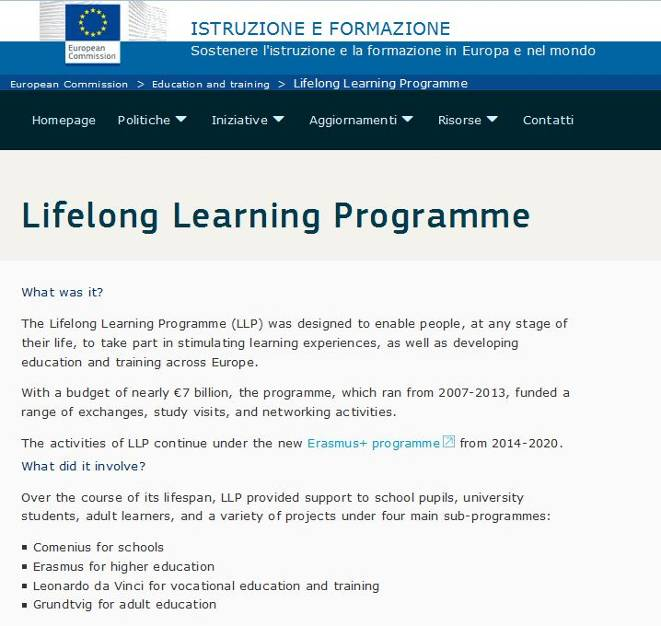 European
Commission
ISTRUZIONE E FORMAZIONE
Sostenere l'istruzione e la formazione in Europa e nel mondo
European Commission > Education and training > Lifelong Learning Programme
Homepage Politiche Iniziative Aggiornamenti Risorse Contatti
Lifelong Learning Programme
What was it?
The Lifelong Learning Programme (LLP) was designed to enable people, at any stage of
their life, to take part in stimulating learning experiences, as well as developing
education and training across Europe.
With a budget of nearly €7 billion, the programme, which ran from 2007-2013, funded a
range of exchanges, study visits, and networking activities.
The activities of LLP continue under the new Erasmus+ programme from 2014-2020.
What did it involve?
Over the course of its lifespan, LLP provided support to school pupils, university
students, adult learners, and a variety of projects under four main sub-programmes:
▪ Comenius for schools
▪ Erasmus for higher education
▪ Leonardo da Vinci for vocational education and training
▪ Grundtvig for adult education